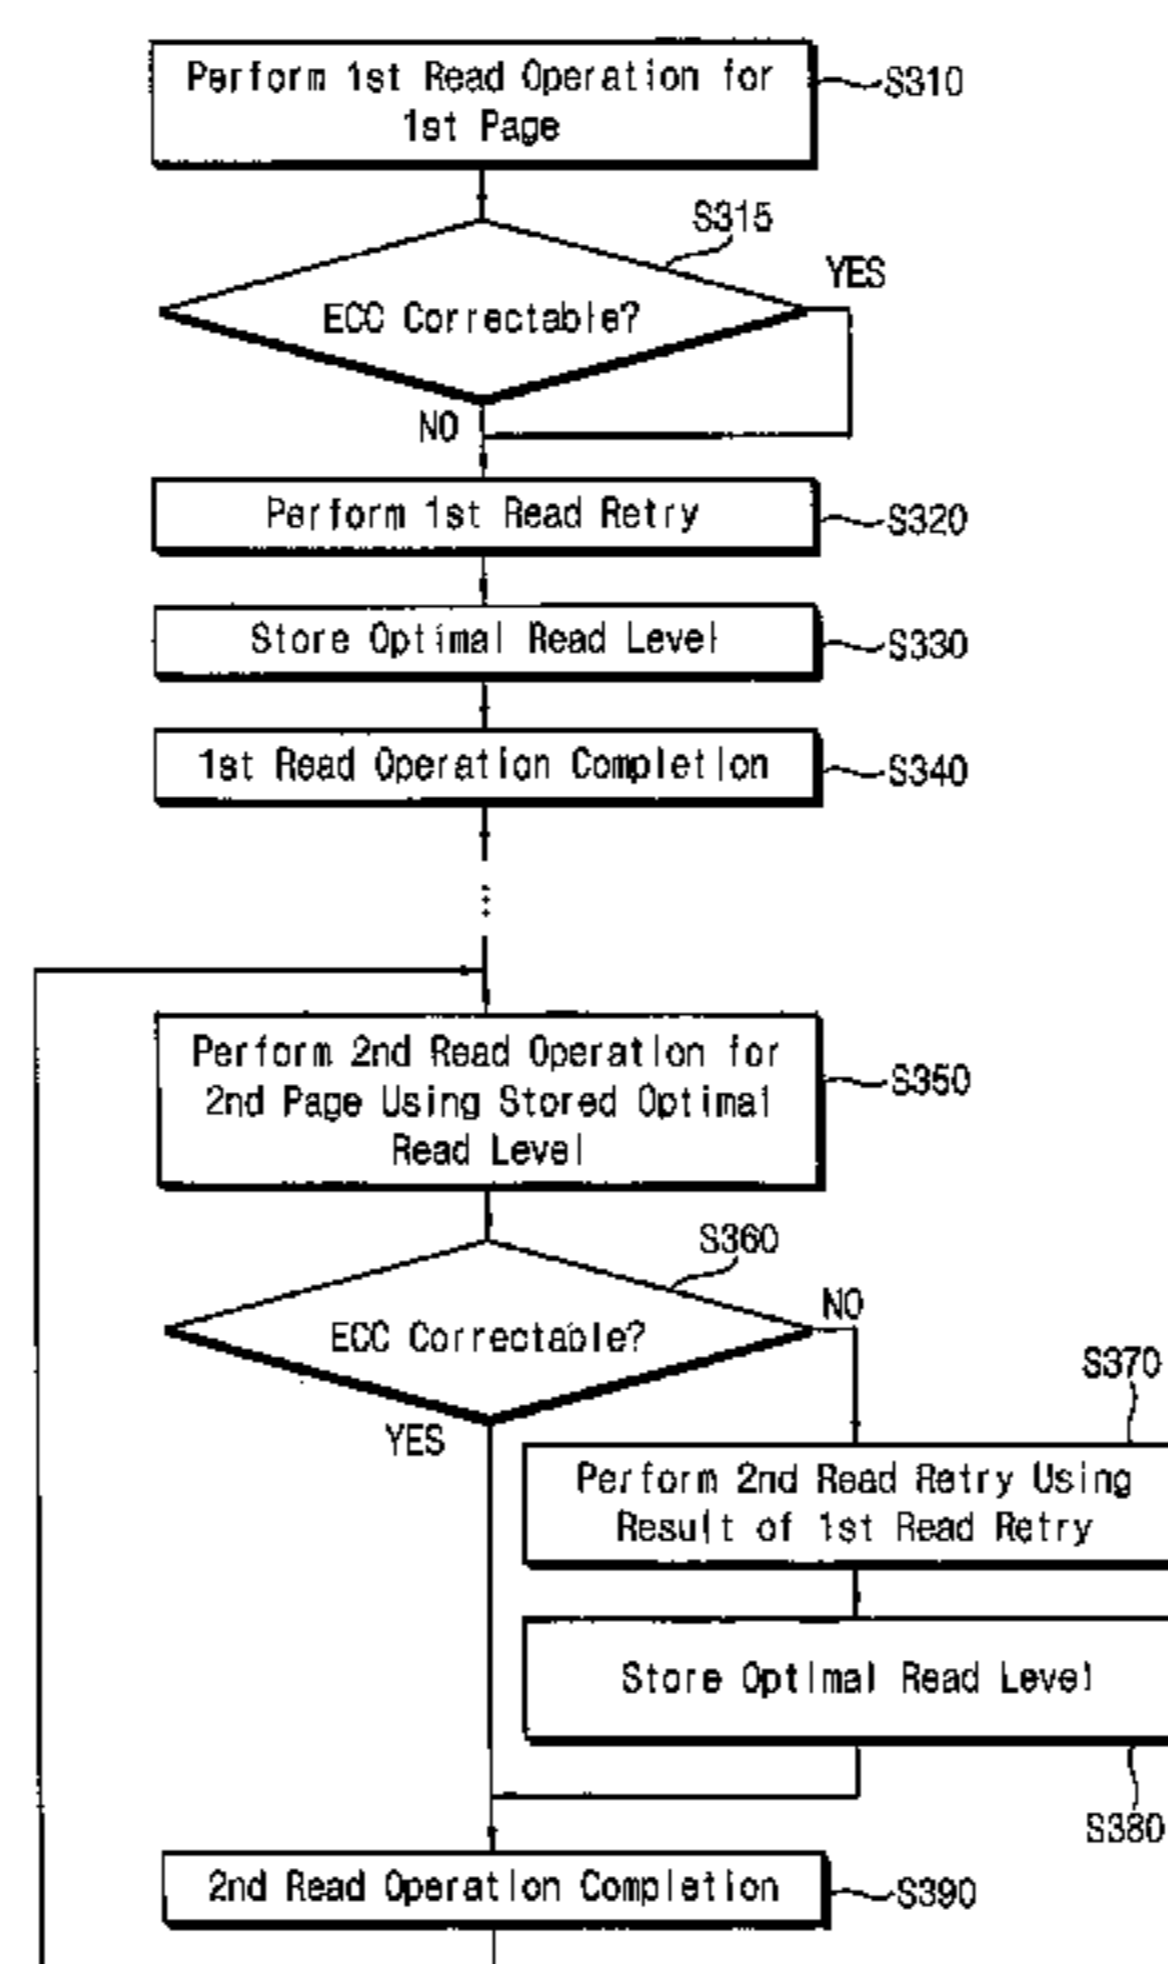 Perform 1st Read Operation for
1st Page
S310
S315
YES
ECC Correctable?
NO
Perform 1st Read Retry
S320
Store Optimal Read Level
S330
1st Read Operation Completion
S340
Perform 2nd Read Operation for
2nd Page Using Stored Optimal
Read Level
S350
S360
NO
ECC Correctable?
YES
S370
Perform 2nd Read Retry Using
Result of 1st Read Retry
Store Optimal Read Level
S380
2nd Read Operation Completion
S390